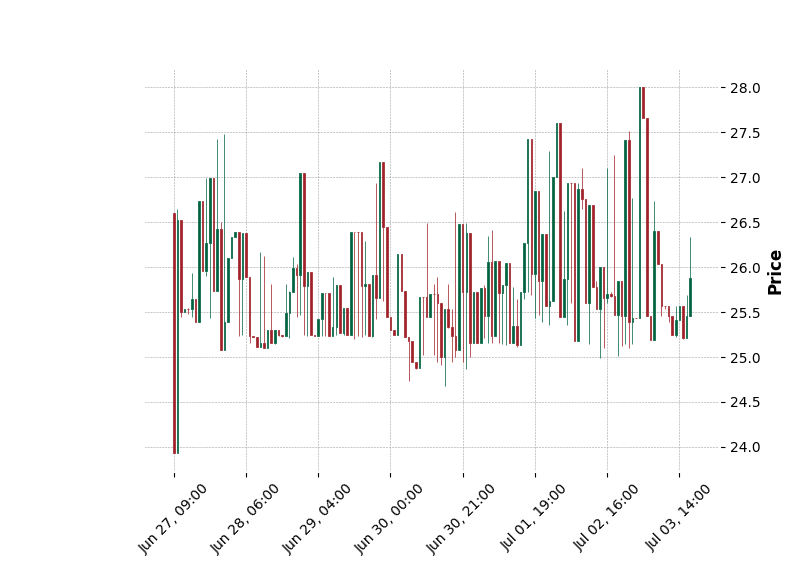 28.0
27.5
27.0
26.5
26.0
25.5
25.0
24.5
24.0
Price
Jun 27, 09:00
Jun 28, 06:00
Jun 29, 04:00
Jun 30, 00:00
Jun 30, 21:00
Jul 01, 19:00
Jul 02, 16:00
Jul 03, 14:00